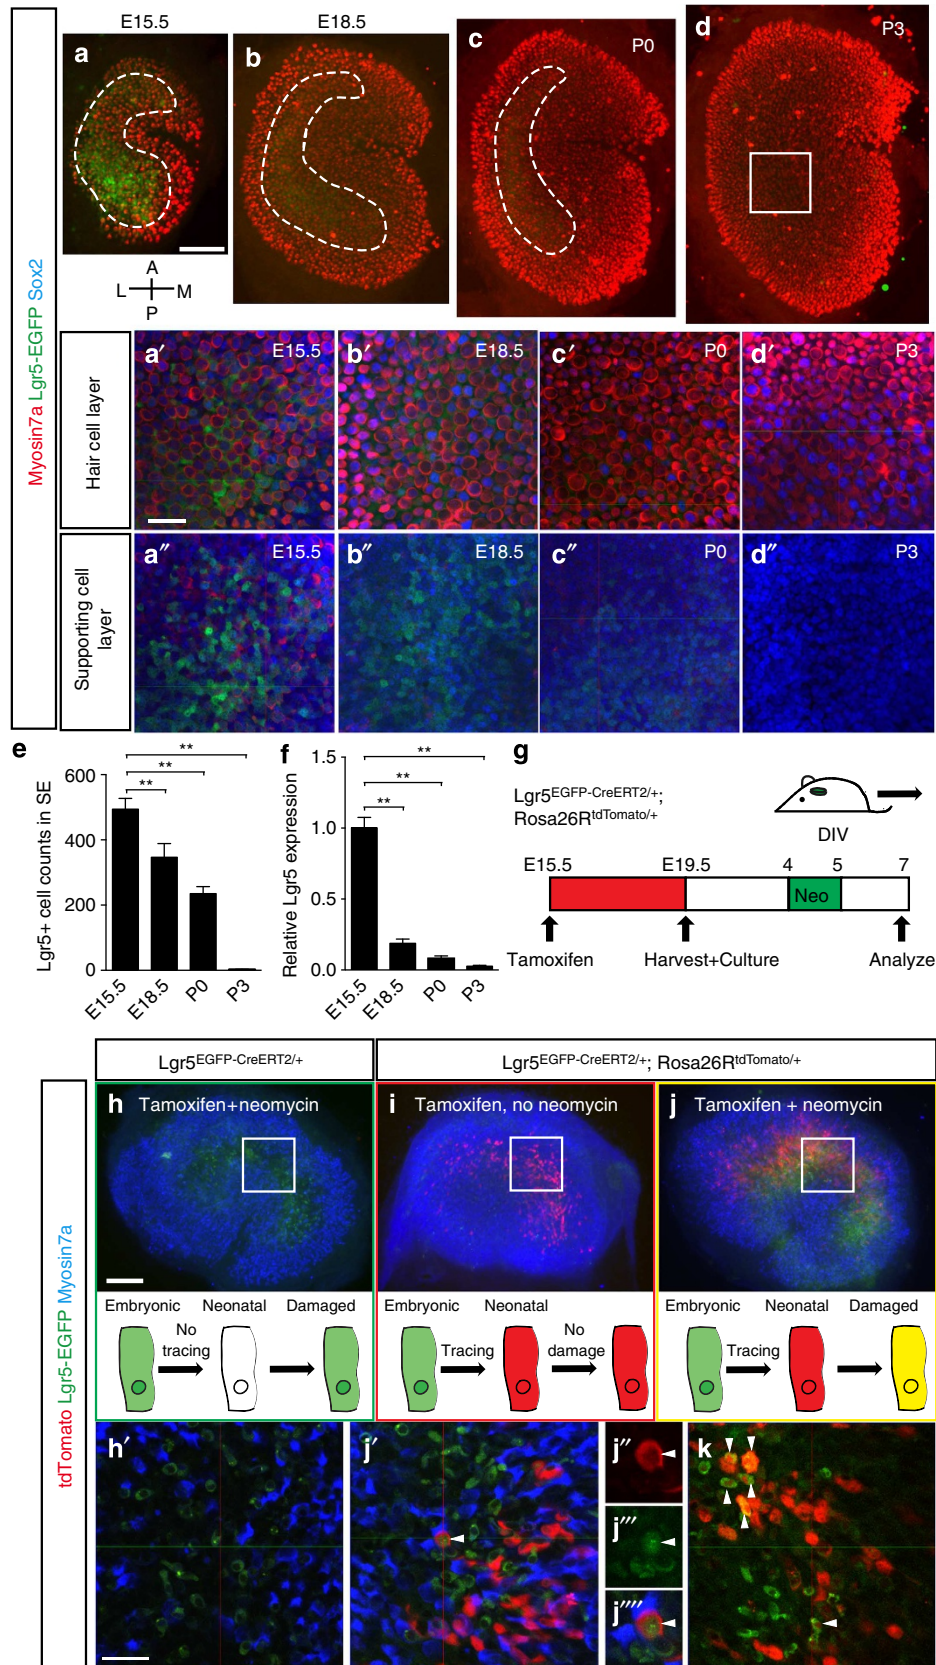 E15.5
E18.5
a
b
c
P0
d
P3
A
L
M
P
Myosin7a Lgr5-EGFP Sox2
Hair cell layer
a′
E15.5
b′
E18.5
c′
P0
d′
P3
Supporting cell
layer
a″
E15.5
b″
E18.5
c″
P0
d″
P3
e
Lgr5+ cell counts in SE
600
400
200
0
**
**
**
E15.5
E18.5
P0
P3
f
Relative Lgr5 expression
1.5
1.0
0.5
0.0
**
**
**
E15.5
E18.5
P0
P3
g
Lgr5EGFP-CreERT2/+;
Rosa26RtdTomato/+
DIV
E15.5
E19.5
4
5
7
Neo
Tamoxifen
Harvest+Culture
Analyze
Lgr5EGFP-CreERT2/+
Lgr5EGFP-CreERT2/+; Rosa26RtdTomato/+
tdTomato Lgr5-EGFP Myosin7a
h
Tamoxifen+neomycin
i
Tamoxifen, no neomycin
j
Tamoxifen + neomycin
Embryonic
Neonatal
Damaged
No
tracing
Embryonic
Neonatal
Tracing
No
damage
Embryonic
Neonatal
Damaged
Tracing
h′
j′
j″
j‴
j⁗
k